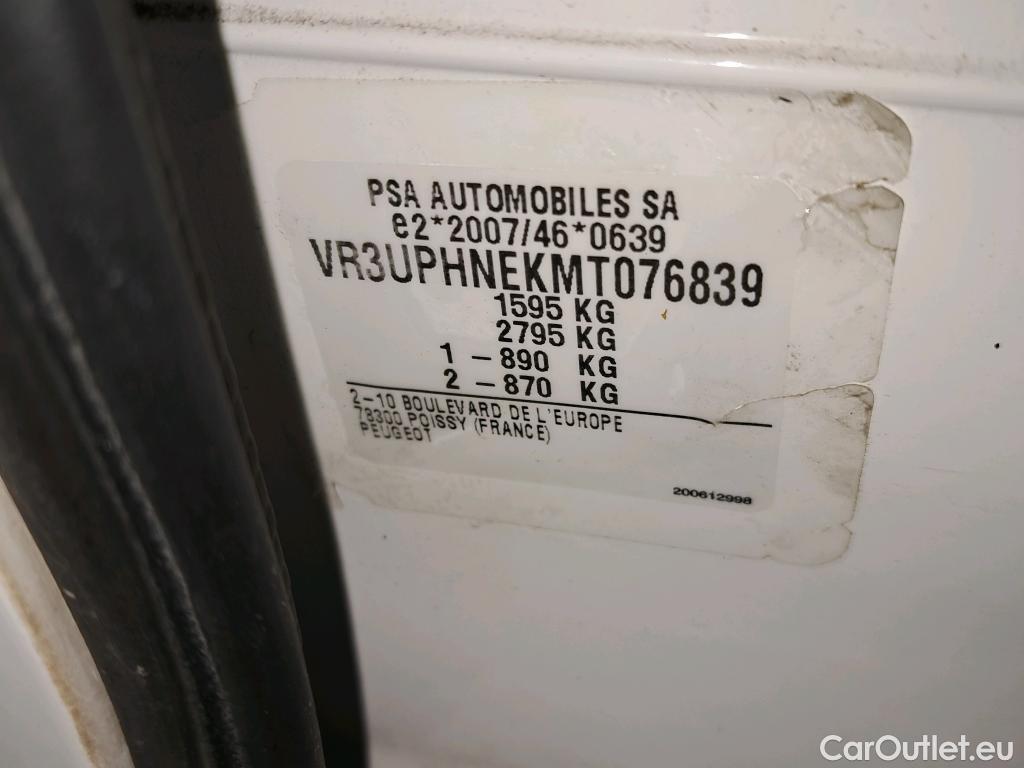 PSA AUTOMOBILES SA
e2*2007/46*0639
VR3UPHNEKMT076839
1595 KG
2795 KG
1 - 890 KG
2 - 870 KG
2-10 BOULEVARD DE L'EUROPE
78300 POISSY (FRANCE)
PEUGEOT
200612998
CarOutlet.eu